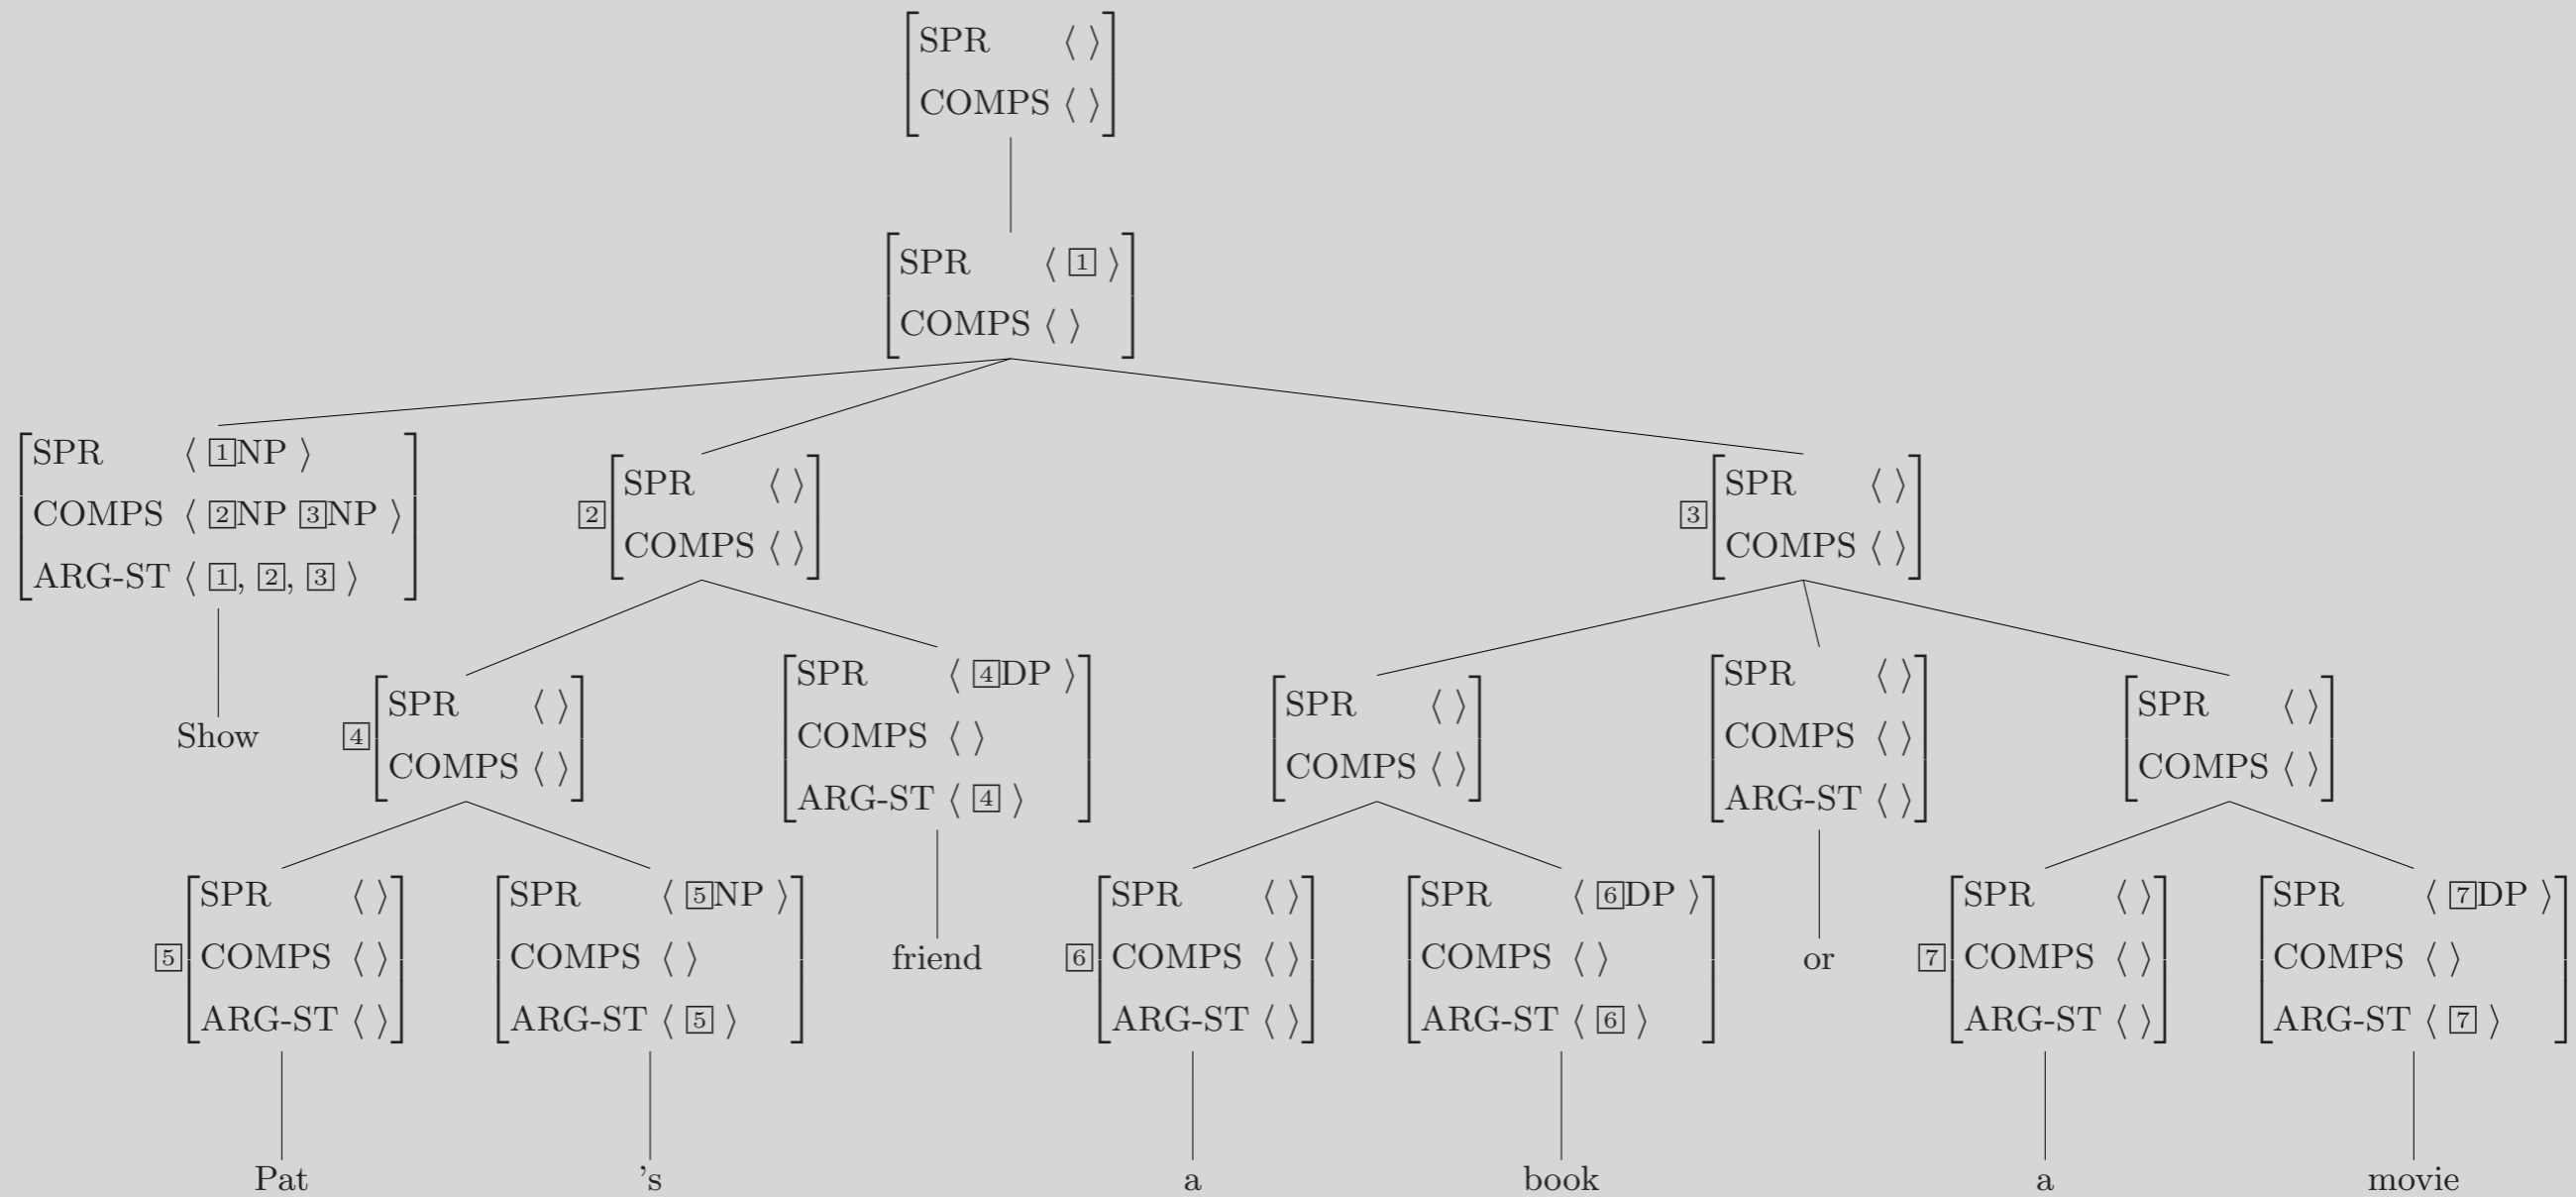 SPR ⟨ ⟩
COMPS ⟨ ⟩
SPR ⟨ 1 ⟩
COMPS ⟨ ⟩
SPR ⟨ 1NP ⟩
COMPS ⟨ 2NP 3NP ⟩
ARG-ST ⟨ 1, 2, 3 ⟩
Show
2
SPR ⟨ ⟩
COMPS ⟨ ⟩
3
SPR ⟨ ⟩
COMPS ⟨ ⟩
4
SPR ⟨ ⟩
COMPS ⟨ ⟩
SPR ⟨ 4DP ⟩
COMPS ⟨ ⟩
ARG-ST ⟨ 4 ⟩
friend
SPR ⟨ ⟩
COMPS ⟨ ⟩
SPR ⟨ ⟩
COMPS ⟨ ⟩
ARG-ST ⟨ ⟩
or
SPR ⟨ ⟩
COMPS ⟨ ⟩
5
SPR ⟨ ⟩
COMPS ⟨ ⟩
ARG-ST ⟨ ⟩
Pat
SPR ⟨ 5NP ⟩
COMPS ⟨ ⟩
ARG-ST ⟨ 5 ⟩
’s
6
SPR ⟨ ⟩
COMPS ⟨ ⟩
ARG-ST ⟨ ⟩
a
SPR ⟨ 6DP ⟩
COMPS ⟨ ⟩
ARG-ST ⟨ 6 ⟩
book
7
SPR ⟨ ⟩
COMPS ⟨ ⟩
ARG-ST ⟨ ⟩
a
SPR ⟨ 7DP ⟩
COMPS ⟨ ⟩
ARG-ST ⟨ 7 ⟩
movie